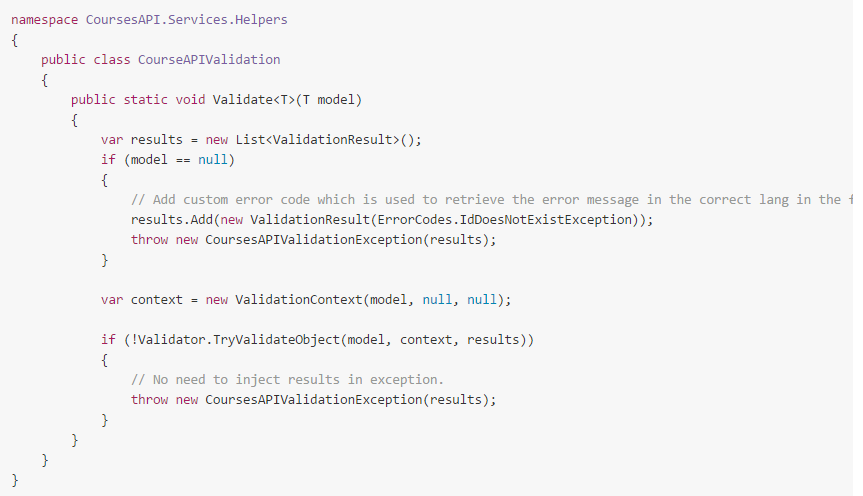 namespace CoursesAPI.Services.Helpers
{
    public class CourseAPIValidation
    {
        public static void Validate<T>(T model)
        {
            var results = new List<ValidationResult>();
            if (model == null)
            {
                // Add custom error code which is used to retrieve the error message in the correct lang in the
                results.Add(new ValidationResult(ErrorCodes.IdDoesNotExistException));
                throw new CoursesAPIValidationException(results);
            }

            var context = new ValidationContext(model, null, null);

            if (!Validator.TryValidateObject(model, context, results))
            {
                // No need to inject results in exception.
                throw new CoursesAPIValidationException(results);
            }
        }
    }
}